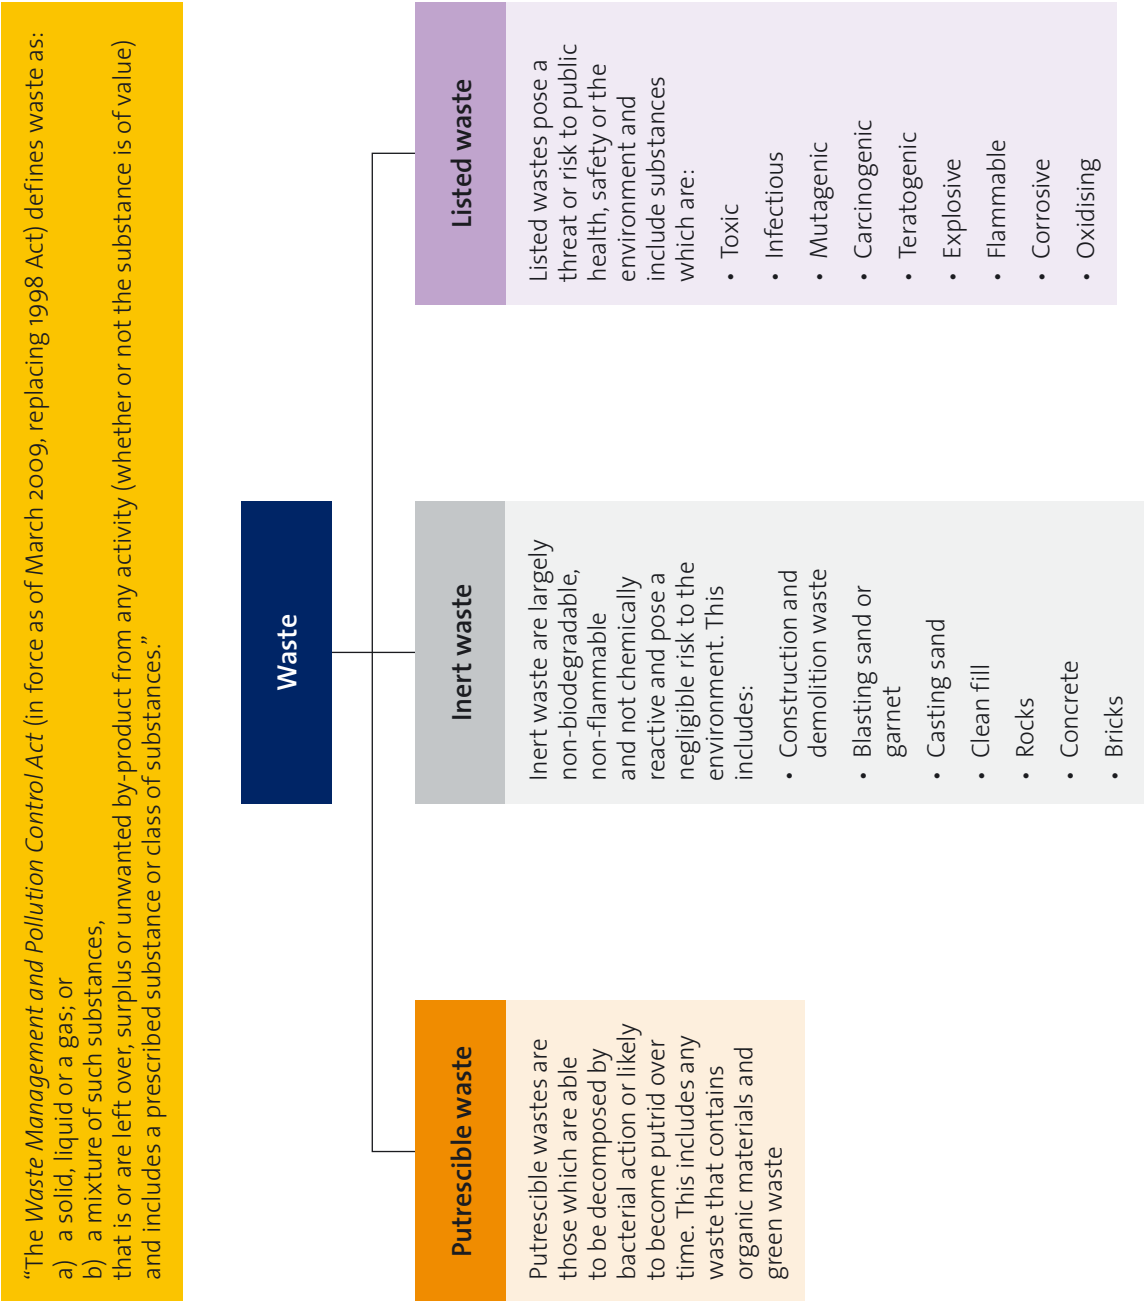 “The Waste Management and Pollution Control Act (in force as of March 2009, replacing 1998 Act) defines waste as:
a) a solid, liquid or a gas; or
b) a mixture of such substances,
that is or are left over, surplus or unwanted by-product from any activity (whether or not the substance is of value)
and includes a prescribed substance or class of substances.”
Waste
Putrescible waste
Putrescible wastes are
those which are able
to be decomposed by
bacterial action or likely
to become putrid over
time. This includes any
waste that contains
organic materials and
green waste
Inert waste
Inert waste are largely
non-biodegradable,
non-flammable
and not chemically
reactive and pose a
negligible risk to the
environment. This
includes:
• Construction and
demolition waste
• Blasting sand or
garnet
• Casting sand
• Clean fill
• Rocks
• Concrete
• Bricks
Listed waste
Listed wastes pose a
threat or risk to public
health, safety or the
environment and
include substances
which are:
• Toxic
• Infectious
• Mutagenic
• Carcinogenic
• Teratogenic
• Explosive
• Flammable
• Corrosive
• Oxidising